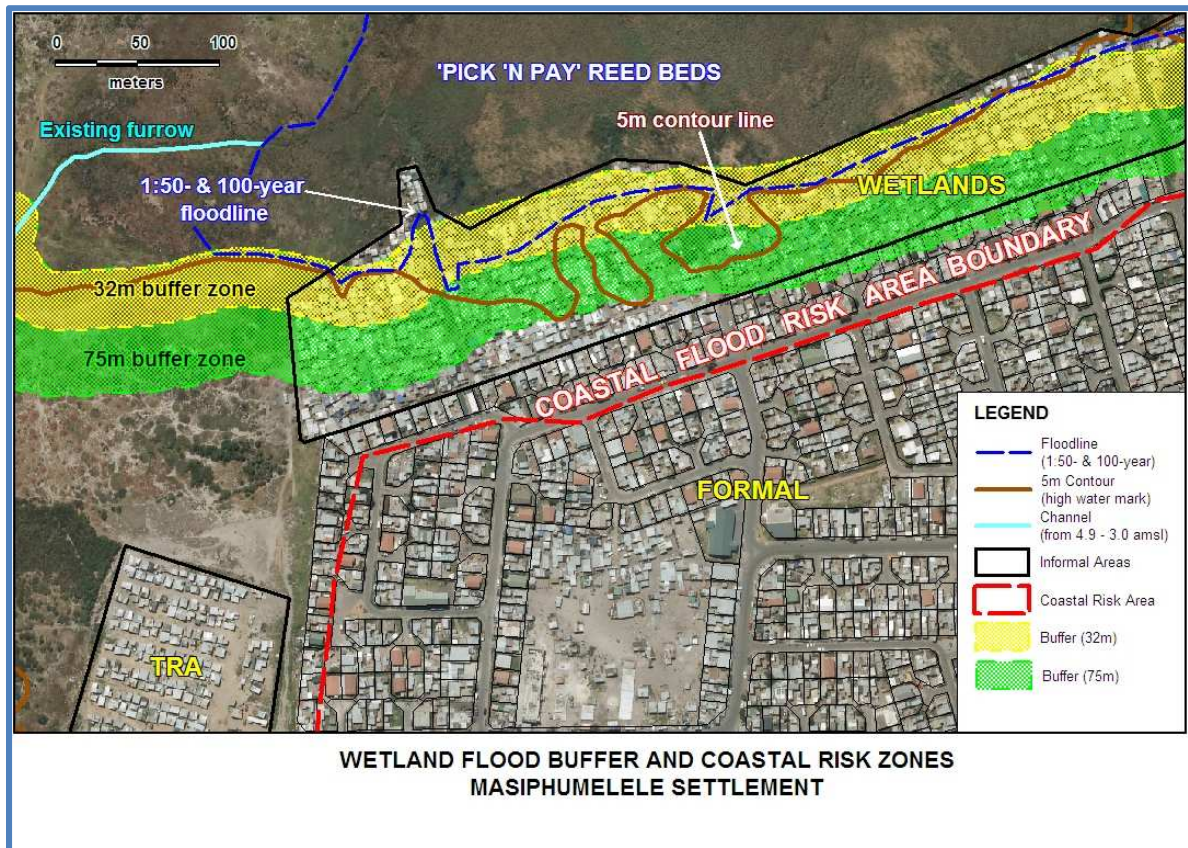 0 50 100
meters
'PICK 'N PAY' REED BEDS
Existing furrow
5m contour line
1:50- & 100-year
floodline
WETLANDS
32m buffer zone
75m buffer zone
COASTAL FLOOD RISK AREA BOUNDARY
FORMAL
TRA
LEGEND
Floodline
(1:50- & 100-year)
5m Contour
(high water mark)
Channel
(from 4.9 - 3.0 amsl)
Informal Areas
Coastal Risk Area
Buffer (32m)
Buffer (75m)
WETLAND FLOOD BUFFER AND COASTAL RISK ZONES
MASIPHUMELELE SETTLEMENT